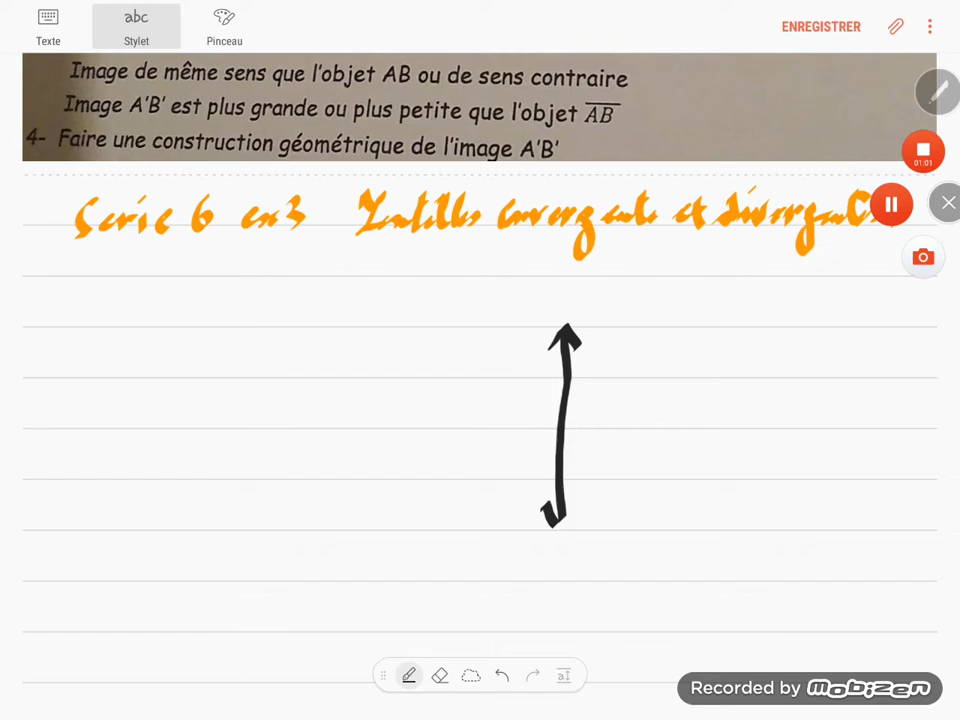 abc
ENREGISTRER
Texte Stylet Pinceau
Image de même sens que l'objet AB ou de sens contraire
Image A'B' est plus grande ou plus petite que l'objet AB
4- Faire une construction géométrique de l'image A'B'
01:01
Serie 6 ex 3 Lentilles convergente et divergente
Recorded by mobizen